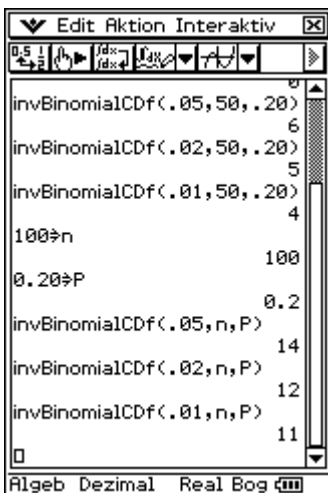 Edit Aktion Interaktiv
0
invBinomialCDf(.05,50,.20)
6
invBinomialCDf(.02,50,.20)
5
invBinomialCDf(.01,50,.20)
4
100⇒n
100
0.20⇒P
0.2
invBinomialCDf(.05,n,P)
14
invBinomialCDf(.02,n,P)
12
invBinomialCDf(.01,n,P)
11
Algeb Dezimal Real Bog